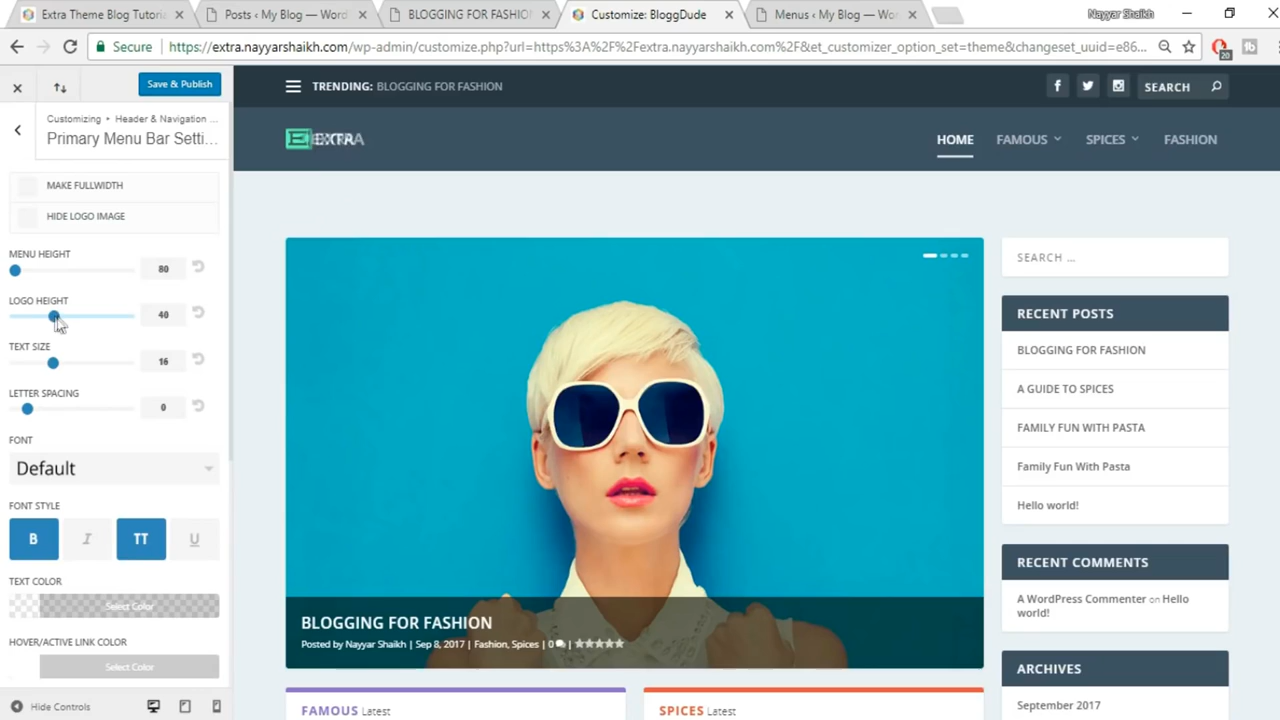 Extra Theme Blog Tutori
Posts ‹ My Blog — Word
BLOGGING FOR FASHIO
Customize: BloggDude
Menus ‹ My Blog — Wo
Nayyar Shaikh
Secure
https://extra.nayyarshaikh.com/wp-admin/customize.php?url=https%3A%2F%2Fextra.nayyarshaikh.com%2F&et_customizer_option_set=theme&changeset_uuid=e86...
20
Save & Publish
Customizing • Header & Navigation ...
Primary Menu Bar Setti...
MAKE FULLWIDTH
HIDE LOGO IMAGE
MENU HEIGHT
80
LOGO HEIGHT
40
TEXT SIZE
16
LETTER SPACING
0
FONT
Default
FONT STYLE
B I TT U
TEXT COLOR
Select Color
HOVER/ACTIVE LINK COLOR
Select Color
Hide Controls
TRENDING: BLOGGING FOR FASHION
SEARCH
EXTRA
HOME FAMOUS SPICES FASHION
BLOGGING FOR FASHION
Posted by Nayyar Shaikh | Sep 8, 2017 | Fashion, Spices | 0 |
FAMOUS Latest
SPICES Latest
SEARCH ...
RECENT POSTS
BLOGGING FOR FASHION
A GUIDE TO SPICES
FAMILY FUN WITH PASTA
Family Fun With Pasta
Hello world!
RECENT COMMENTS
A WordPress Commenter on Hello
world!
ARCHIVES
September 2017